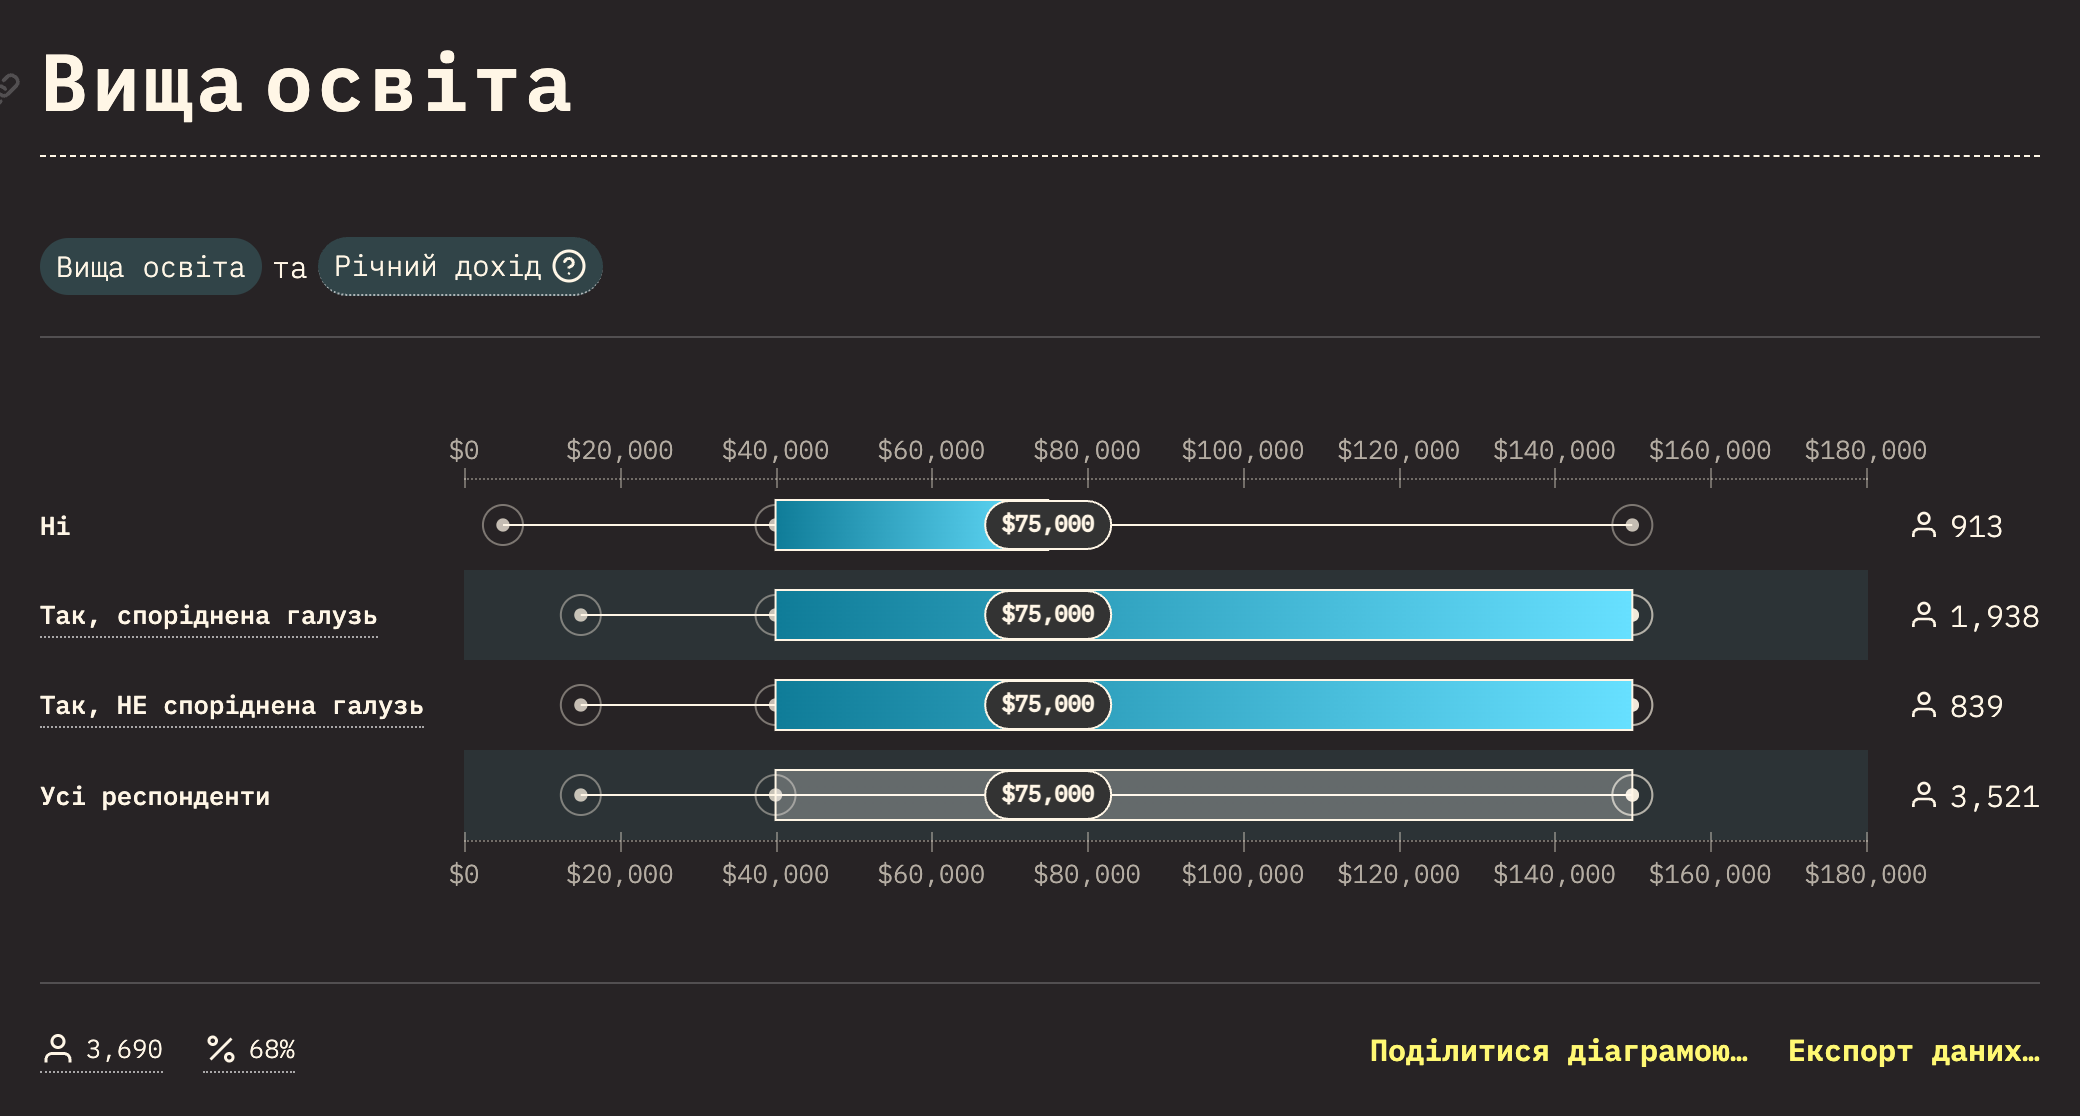 Вища освіта
Вища освіта та Річний дохід ?
$0 $20,000 $40,000 $60,000 $80,000 $100,000 $120,000 $140,000 $160,000 $180,000
Ні $75,000 913
Так, споріднена галузь $75,000 1,938
Так, НЕ споріднена галузь $75,000 839
Усі респонденти $75,000 3,521
$0 $20,000 $40,000 $60,000 $80,000 $100,000 $120,000 $140,000 $160,000 $180,000
3,690 % 68% Поділитися діаграмою… Експорт даних…